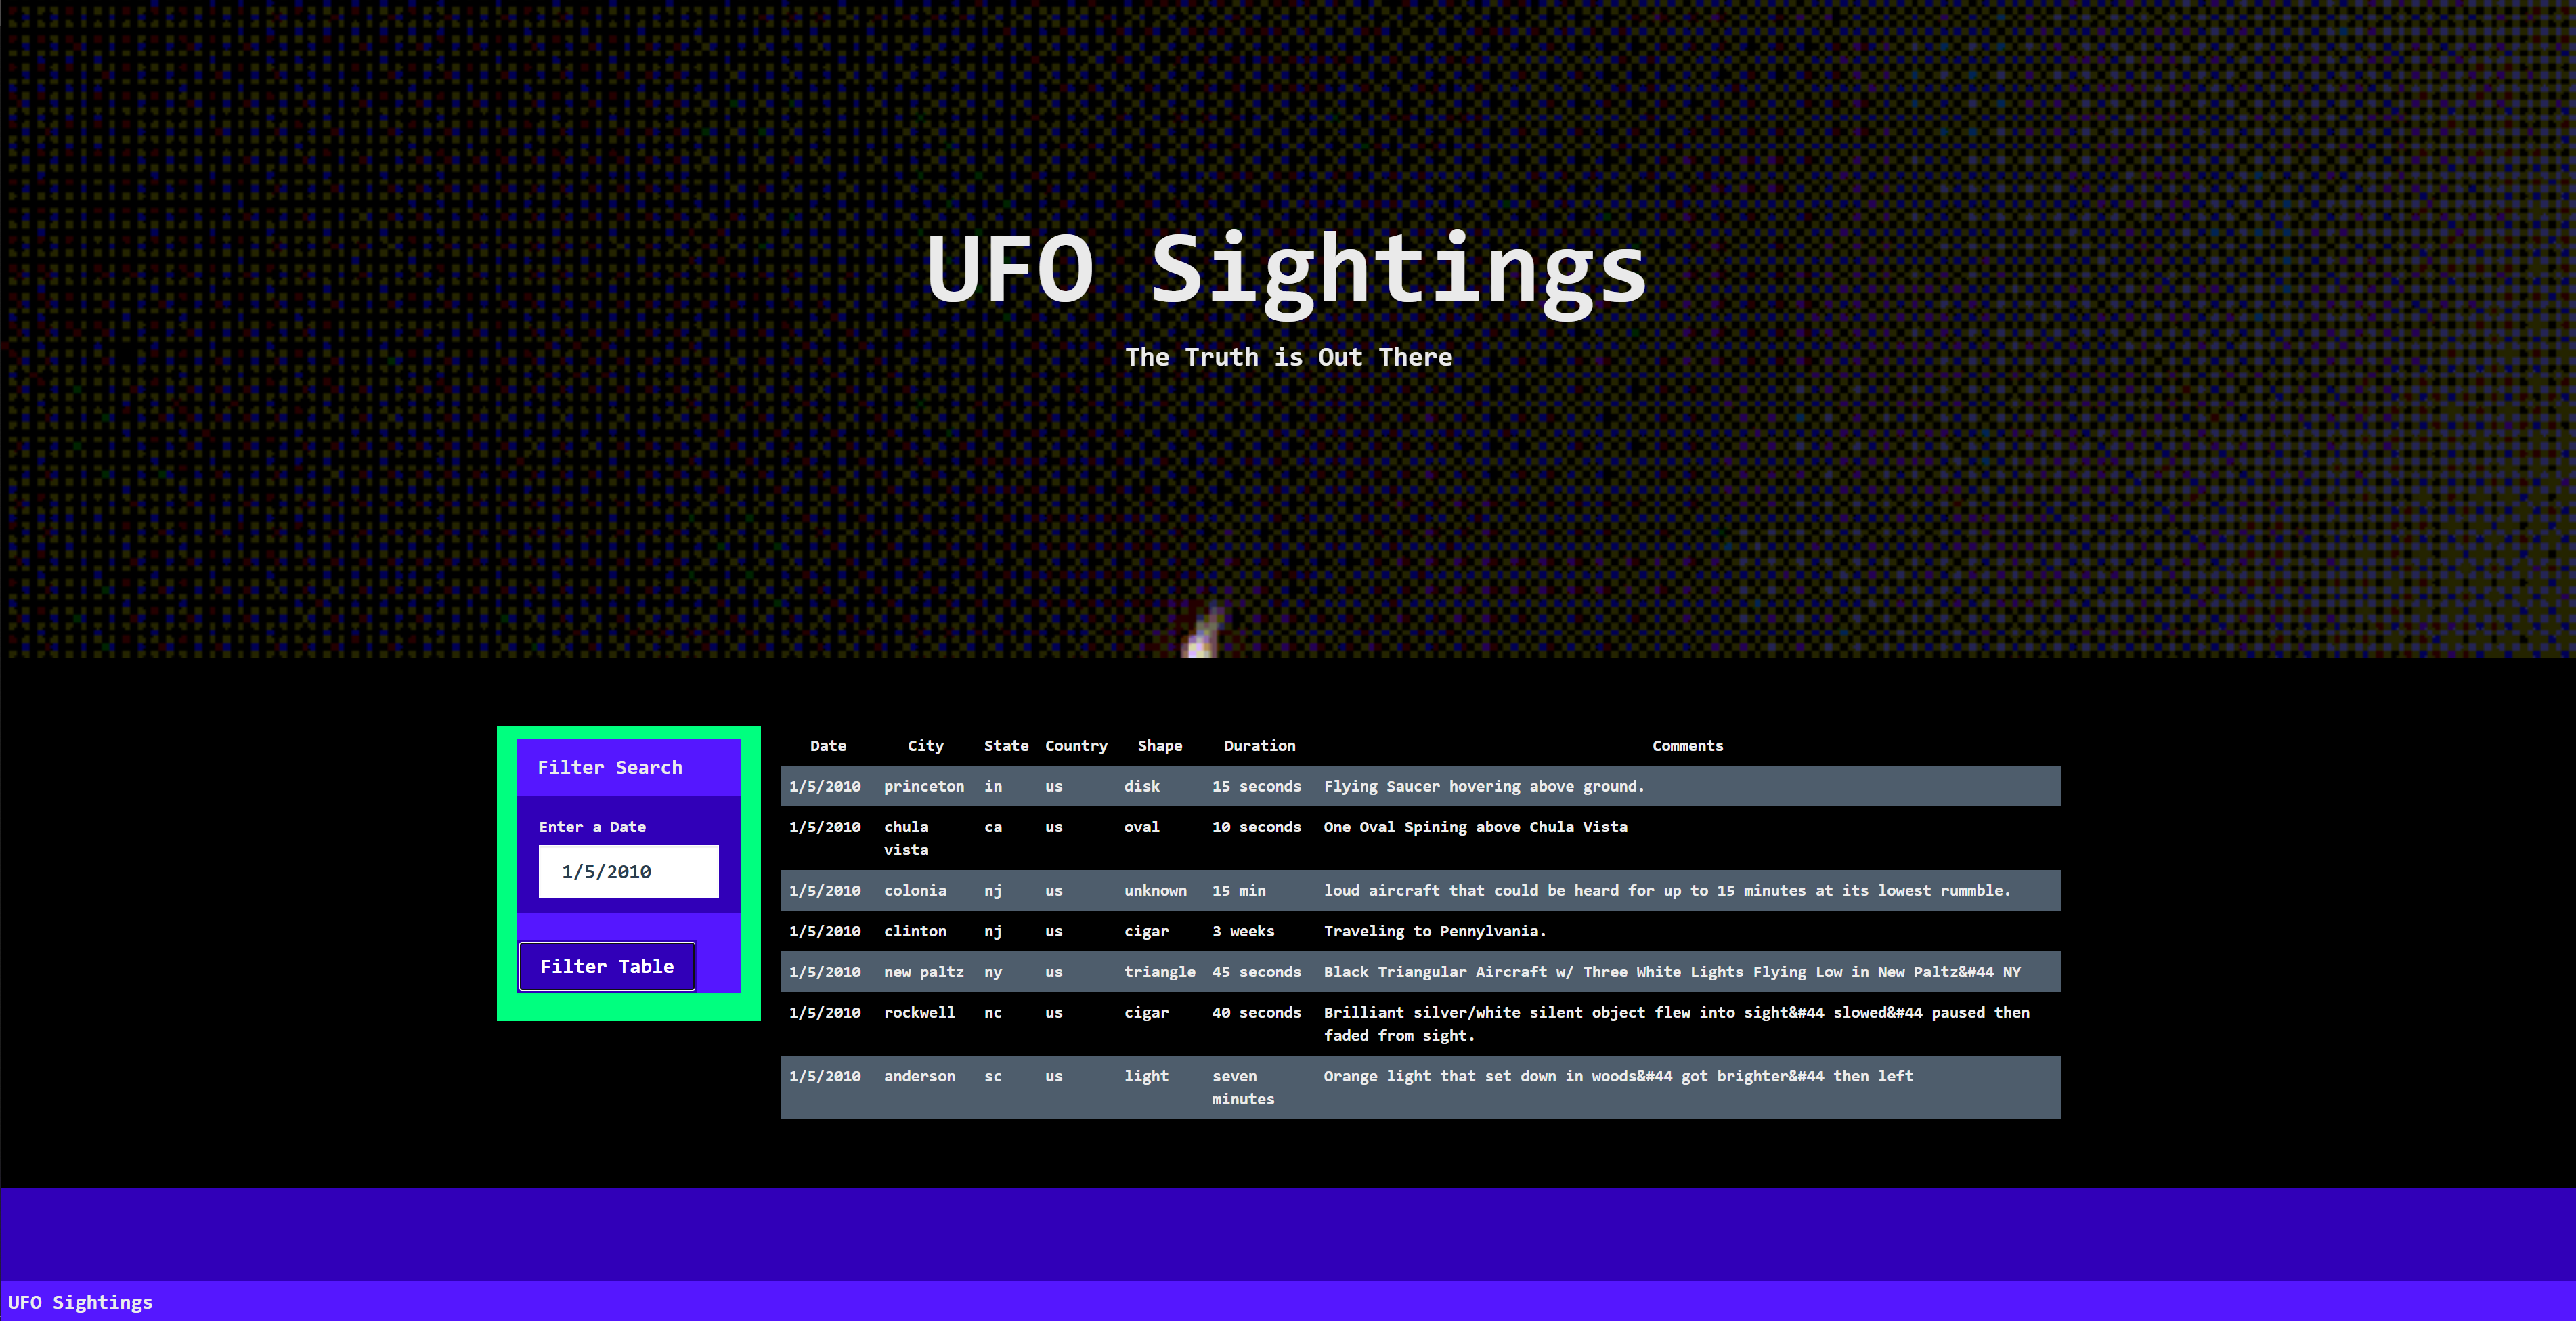 UFO Sightings
The Truth is Out There
Filter Search
Enter a Date
1/5/2010
Filter Table
Date City State Country Shape Duration Comments
1/5/2010 princeton in us disk 15 seconds Flying Saucer hovering above ground.
1/5/2010 chula vista ca us oval 10 seconds One Oval Spining above Chula Vista
1/5/2010 colonia nj us unknown 15 min loud aircraft that could be heard for up to 15 minutes at its lowest rummble.
1/5/2010 clinton nj us cigar 3 weeks Traveling to Pennylvania.
1/5/2010 new paltz ny us triangle 45 seconds Black Triangular Aircraft w/ Three White Lights Flying Low in New Paltz&#44 NY
1/5/2010 rockwell nc us cigar 40 seconds Brilliant silver/white silent object flew into sight&#44 slowed&#44 paused then
faded from sight.
1/5/2010 anderson sc us light seven minutes Orange light that set down in woods&#44 got brighter&#44 then left
UFO Sightings